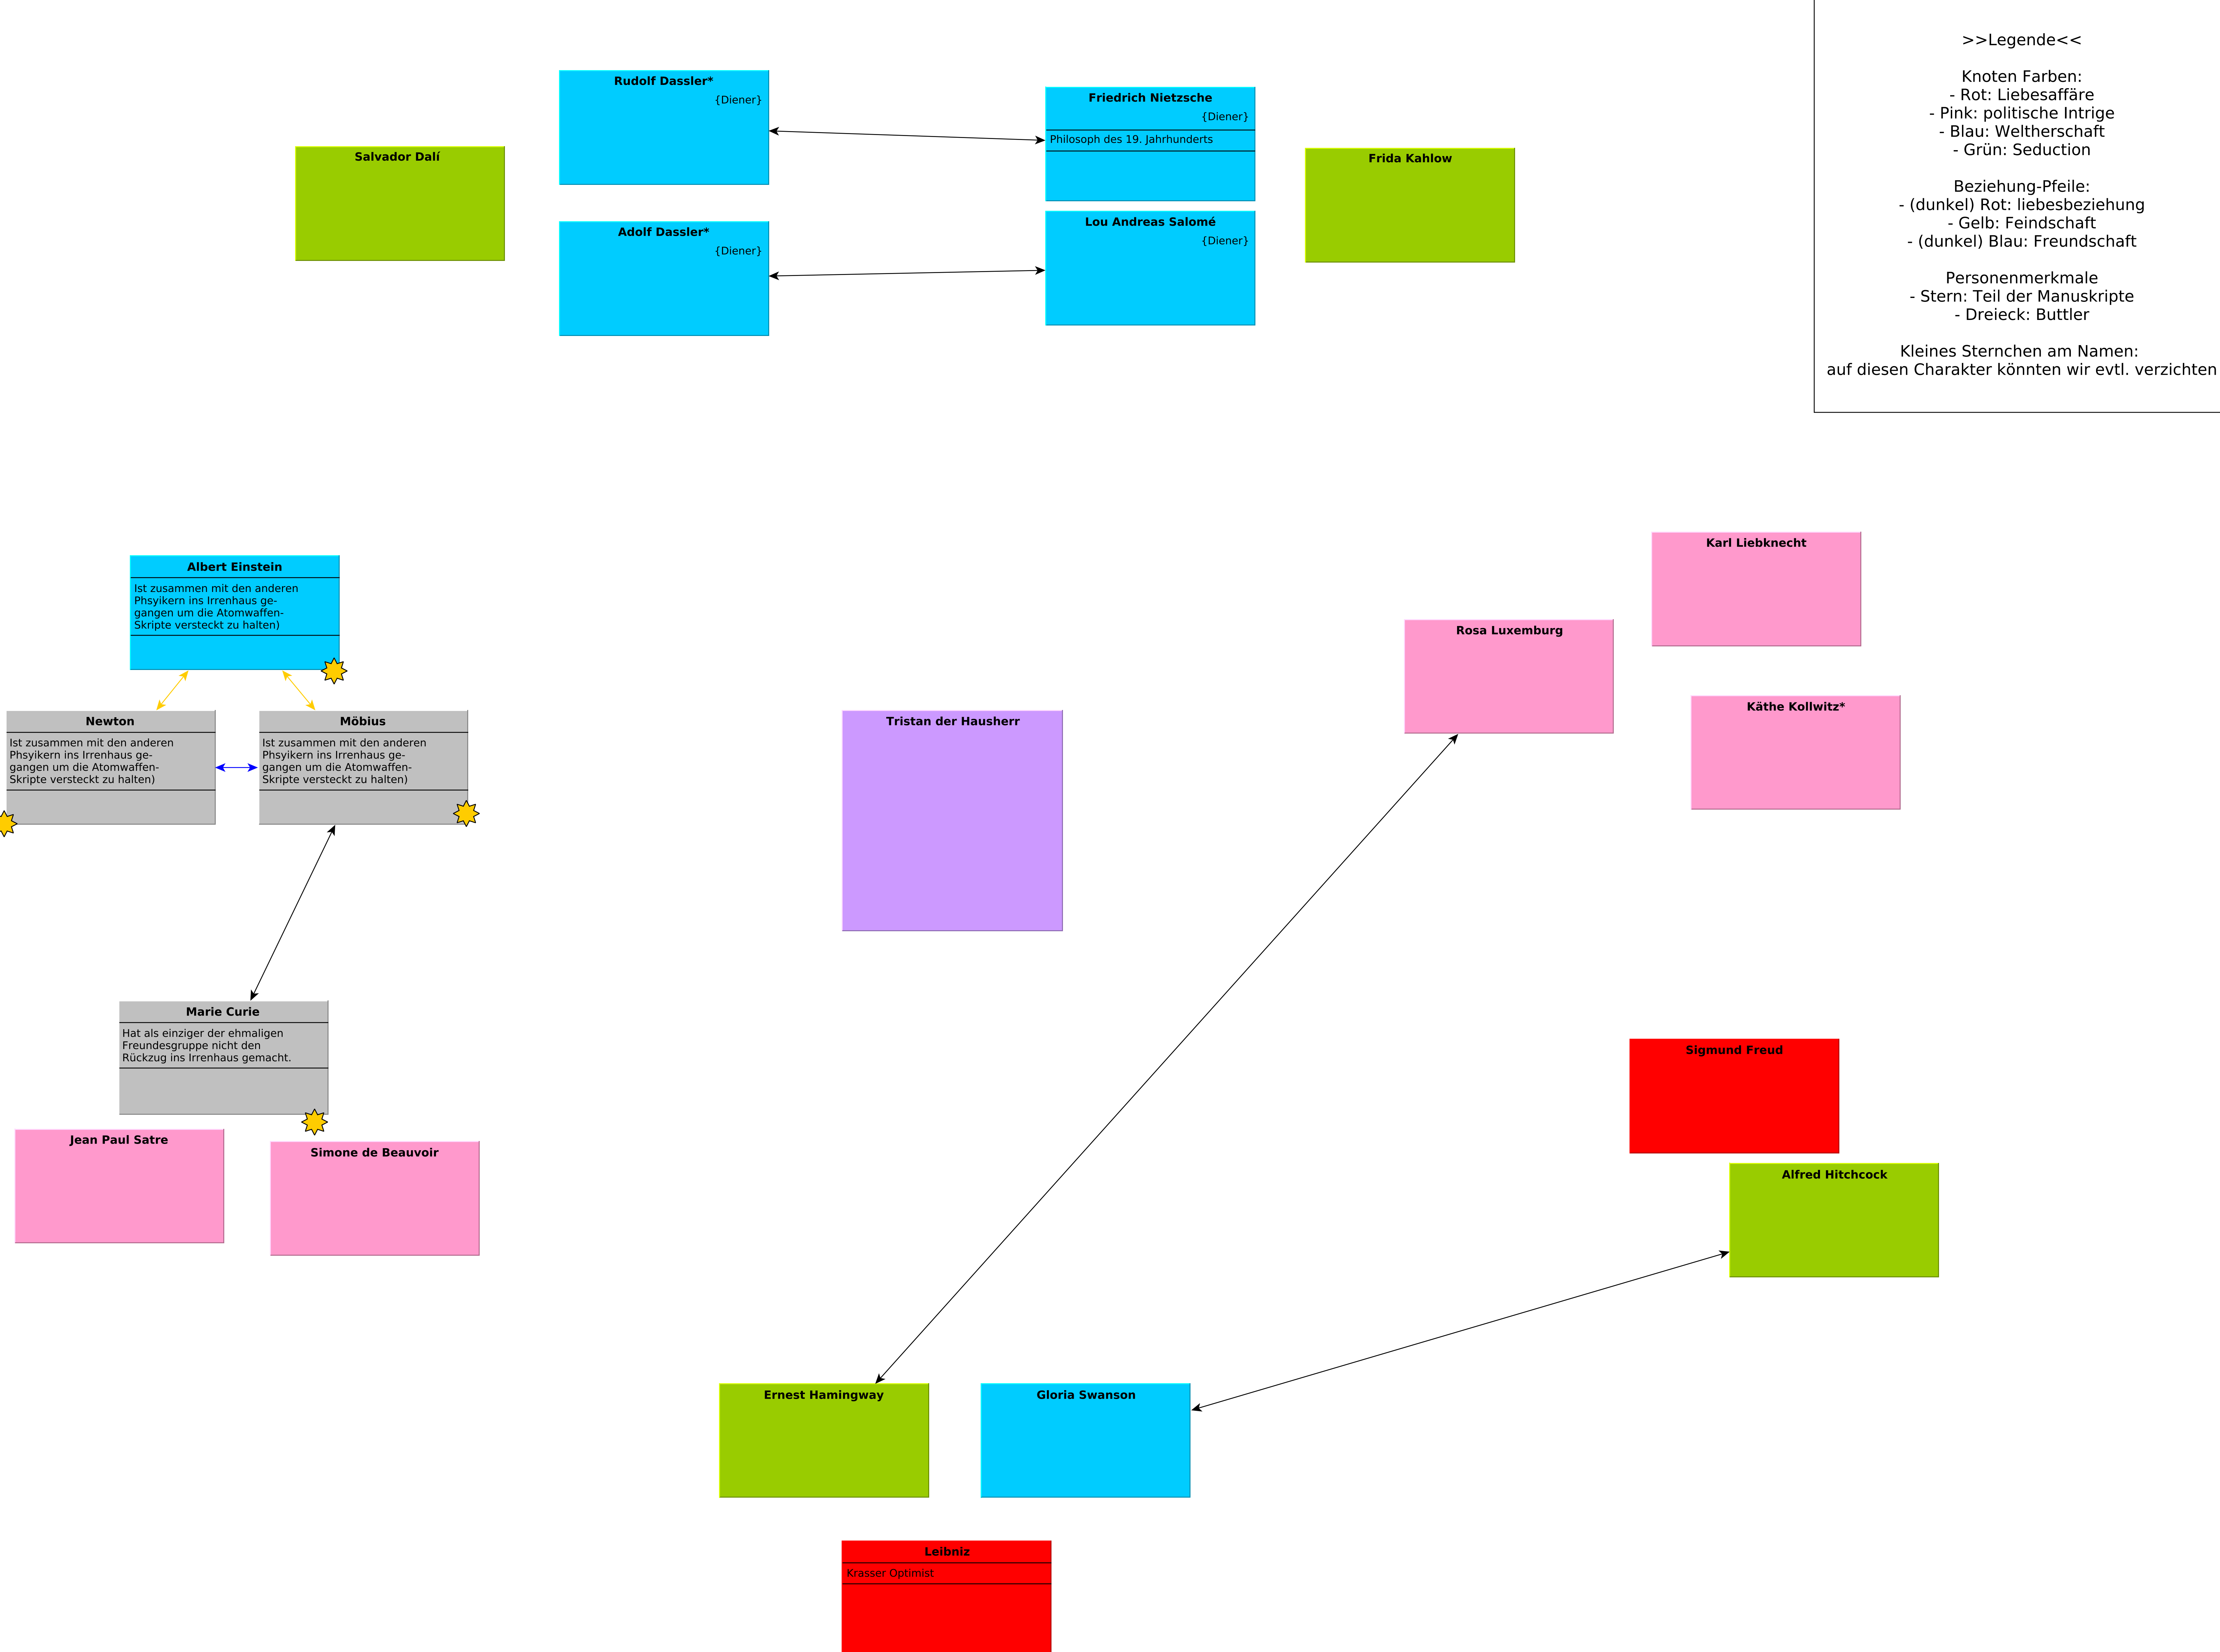 >>Legende<<
Knoten Farben:
- Rot: Liebesaffäre
- Pink: politische Intrige
- Blau: Weltherschaft
- Grün: Seduction
Beziehung-Pfeile:
- (dunkel) Rot: liebesbeziehung
- Gelb: Feindschaft
- (dunkel) Blau: Freundschaft
Personenmerkmale
- Stern: Teil der Manuskripte
- Dreieck: Buttler
Kleines Sternchen am Namen:
auf diesen Charakter könnten wir evtl. verzichten
Rudolf Dassler*
{Diener}
Friedrich Nietzsche
{Diener}
Philosoph des 19. Jahrhunderts
Salvador Dalí
Frida Kahlow
Adolf Dassler*
{Diener}
Lou Andreas Salomé
{Diener}
Karl Liebknecht
Albert Einstein
Ist zusammen mit den anderen
Phsyikern ins Irrenhaus ge-
gangen um die Atomwaffen-
Skripte versteckt zu halten)
Rosa Luxemburg
Käthe Kollwitz*
Newton
Ist zusammen mit den anderen
Phsyikern ins Irrenhaus ge-
gangen um die Atomwaffen-
Skripte versteckt zu halten)
Möbius
Ist zusammen mit den anderen
Phsyikern ins Irrenhaus ge-
gangen um die Atomwaffen-
Skripte versteckt zu halten)
Tristan der Hausherr
Marie Curie
Hat als einziger der ehmaligen
Freundesgruppe nicht den
Rückzug ins Irrenhaus gemacht.
Sigmund Freud
Jean Paul Satre
Simone de Beauvoir
Alfred Hitchcock
Ernest Hamingway
Gloria Swanson
Leibniz
Krasser Optimist